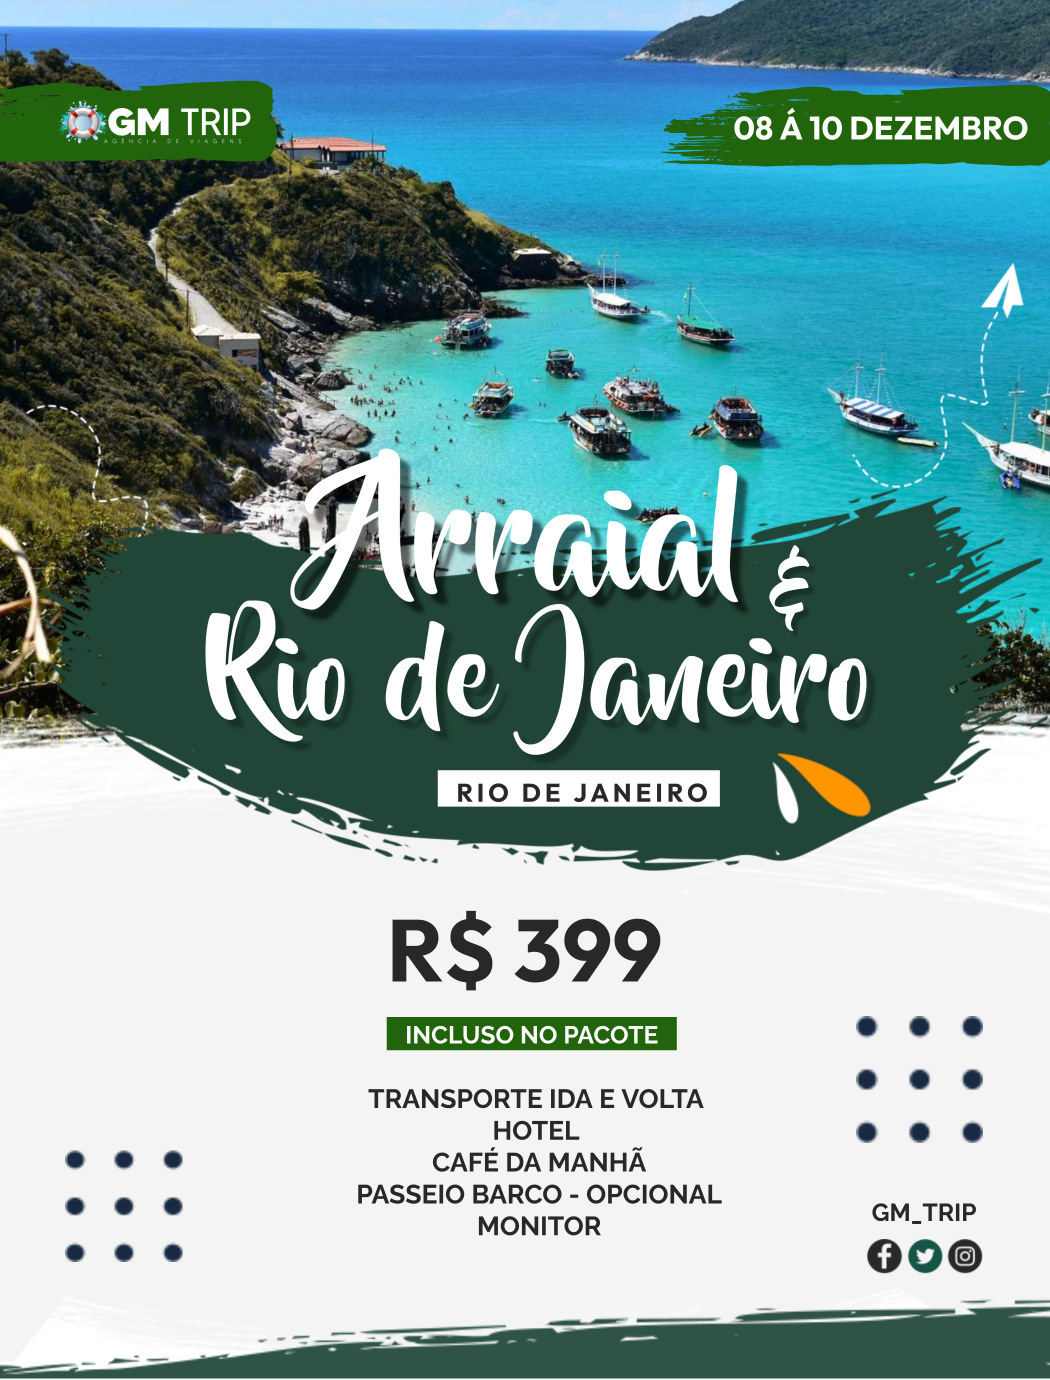 GM TRIP
AGÊNCIA DE VIAGENS
08 Á 10 DEZEMBRO
Arraial &
Rio de Janeiro
RIO DE JANEIRO
R$ 399
INCLUSO NO PACOTE
TRANSPORTE IDA E VOLTA
HOTEL
CAFÉ DA MANHÃ
PASSEIO BARCO - OPCIONAL
MONITOR
GM_TRIP